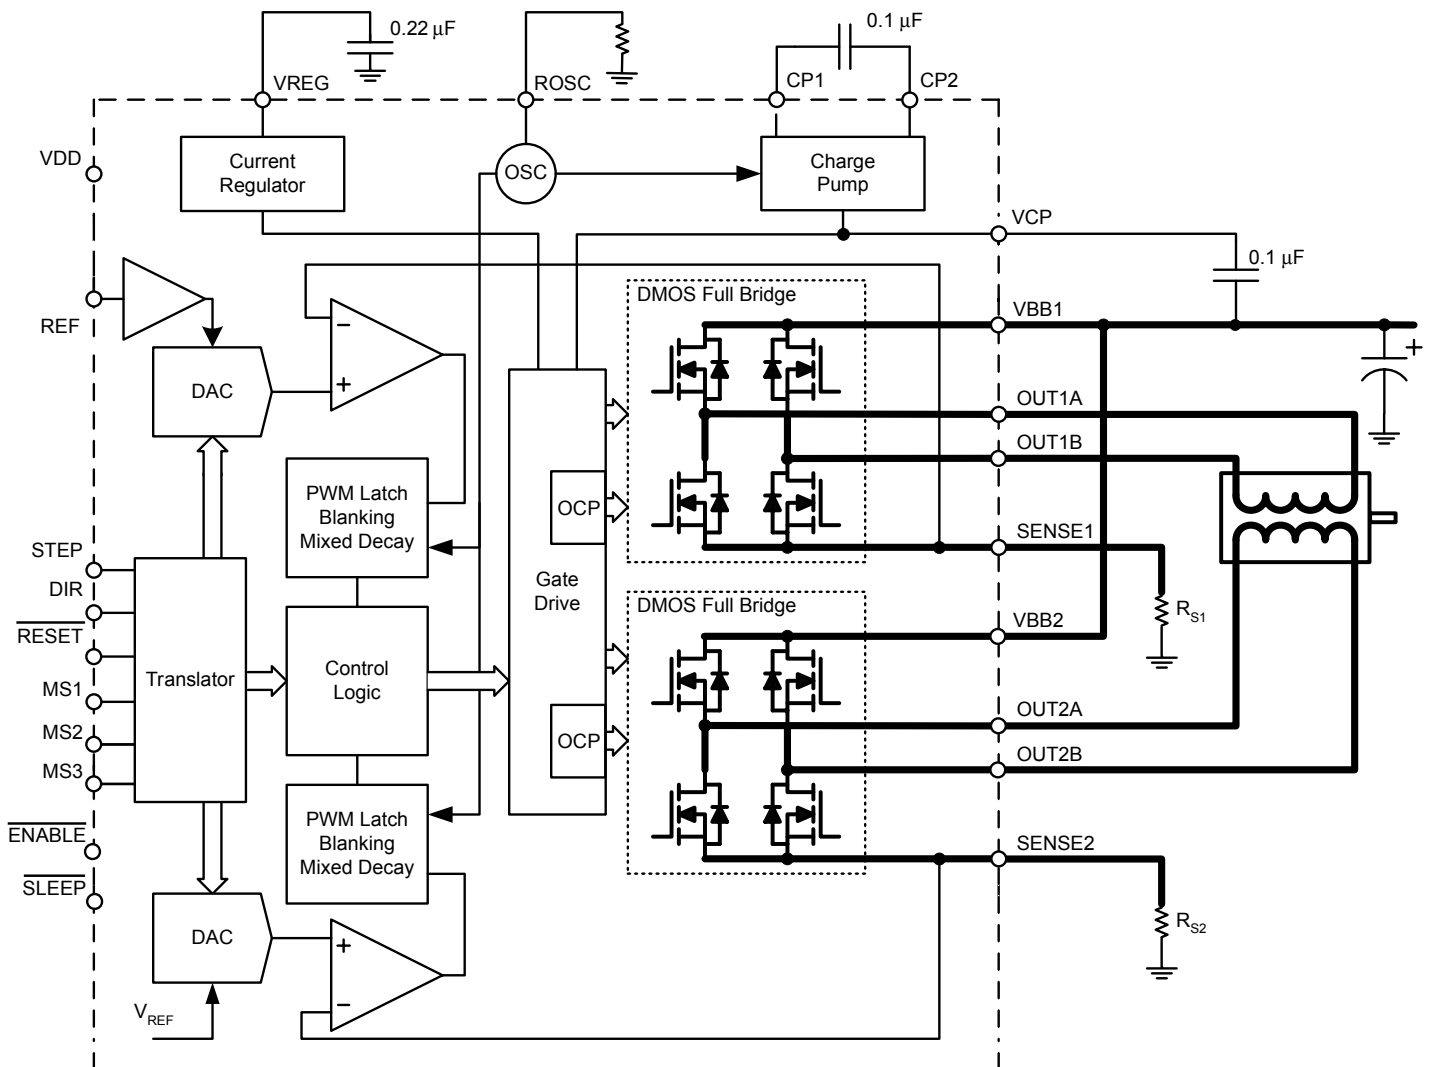 0.22 μF
0.1 μF
VREG
ROSC
CP1
CP2
VDD
Current
Regulator
OSC
Charge
Pump
VCP
0.1 μF
REF
DMOS Full Bridge
VBB1
−
+
+
DAC
OUT1A
OUT1B
PWM Latch
Blanking
Mixed Decay
OCP
SENSE1
STEP
DIR
RESET
MS1
MS2
MS3
Translator
Control
Logic
Gate
Drive
DMOS Full Bridge
RS1
VBB2
OUT2A
OCP
OUT2B
ENABLE
SLEEP
PWM Latch
Blanking
Mixed Decay
SENSE2
DAC
+
−
RS2
VREF